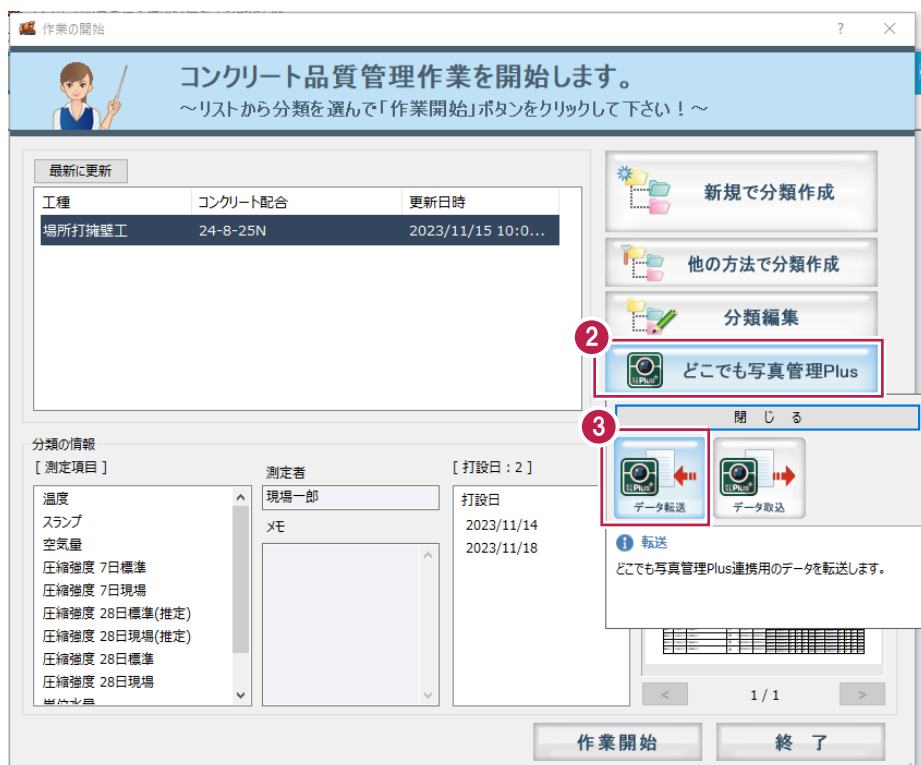 作業の開始
コンクリート品質管理作業を開始します。
～リストから分類を選んで「作業開始」ボタンをクリックして下さい！～
最新に更新
工種 コンクリート配合 更新日時
場所打擁壁工 24-8-25N 2023/11/15 10:0...
新規で分類作成
他の方法で分類作成
分類編集
2
どこでも写真管理Plus
閉じる
3
データ転送
データ取込
転送
どこでも写真管理Plus連携用のデータを転送します。
分類の情報
[ 測定項目 ]
温度
スランプ
空気量
圧縮強度 7日標準
圧縮強度 7日現場
圧縮強度 28日標準(推定)
圧縮強度 28日現場(推定)
圧縮強度 28日標準
圧縮強度 28日現場
測定者
現場一郎
メモ
[ 打設日：2 ]
打設日
2023/11/14
2023/11/18
< 1 / 1 >
作業開始
終了